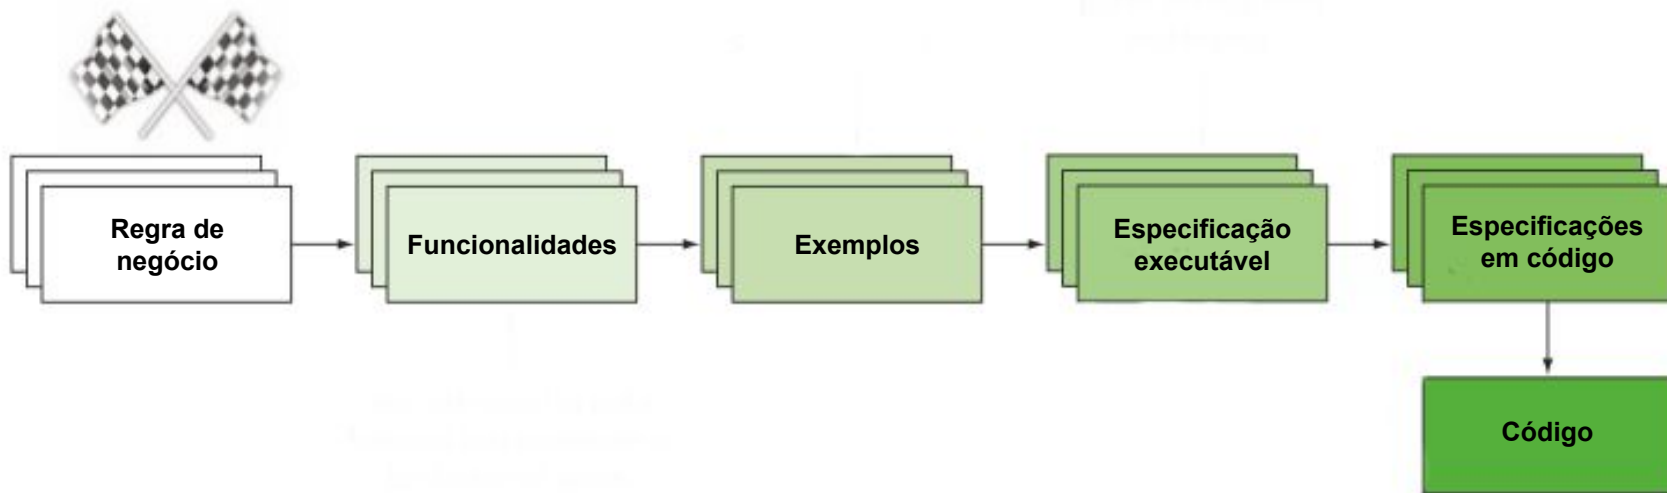 Regra de
negócio
Funcionalidades
Exemplos
Especificação
executável
Especificações
em código
Código